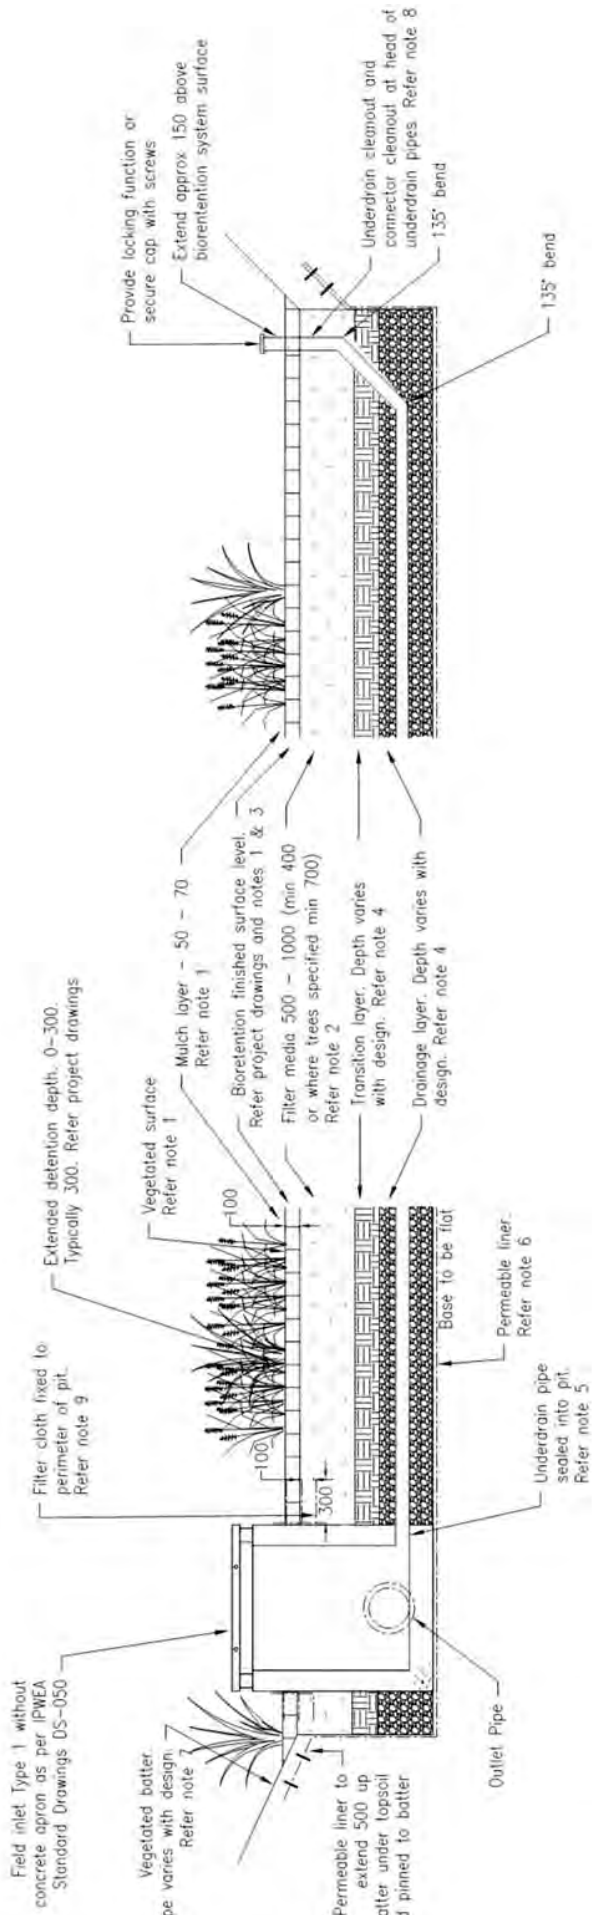 Provide locking function or
secure cap with screws
Extend approx 150 above
biorentention system surface
Underdrain cleanout and
connector cleanout at head of
underdrain pipes. Refer note 8
135° bend
135° bend
Mulch layer - 50 - 70
Refer note 1
Bioretention finished surface level.
Refer project drawings and notes 1 & 3
Filter media 500 - 1000 (min 400
or where trees specified min 700)
Refer note 2
Transition layer. Depth varies
with design. Refer note 4
Drainage layer. Depth varies with
design. Refer note 4
Extended detention depth. 0-300.
Typically 300. Refer project drawings
Vegetated surface
Refer note 1
100
Filter cloth fixed to
perimeter of pit.
Refer note 9
100
300
Base to be flat
Permeable liner.
Refer note 6
Underdrain pipe
sealed into pit.
Refer note 5
Field inlet Type 1 without
concrete apron as per IPWEA
Standard Drawings DS-050
Vegetated batter.
pe varies with design.
Refer note 7
Permeable liner to
extend 500 up
atter under topsoil
d pinned to batter
Outlet Pipe